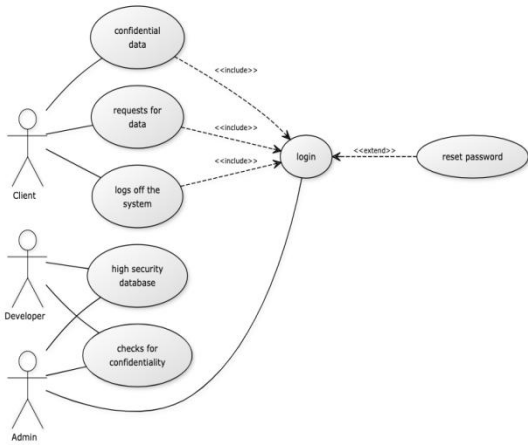 confidential
data
<<include>>
requests for
data
<<include>>
Client
<<include>>
login
<<extend>>
reset password
logs off the
system
high security
database
Developer
checks for
confidentiality
Admin